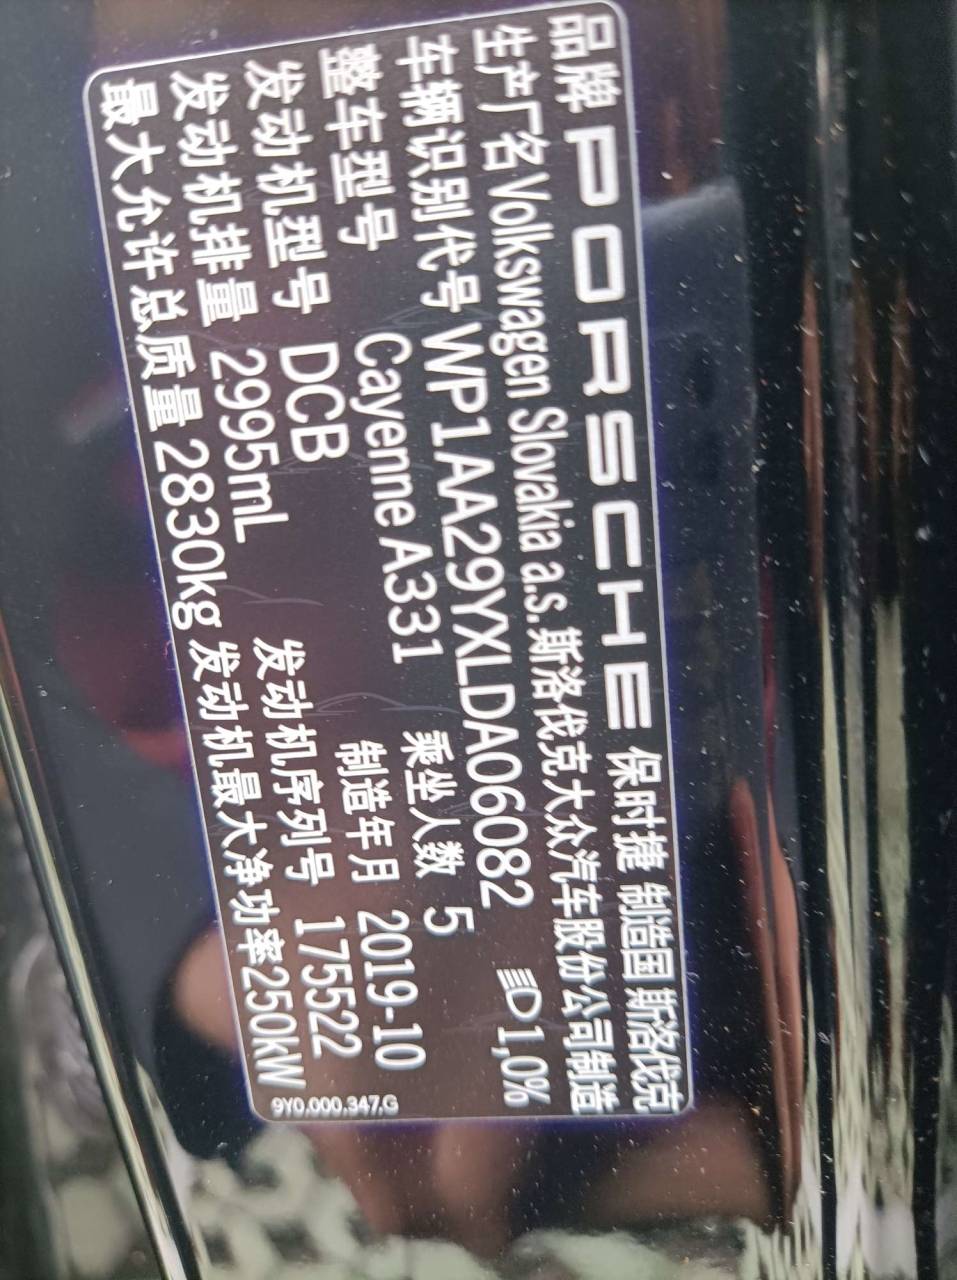 品牌 PORSCHE 保时捷 制造国 斯洛伐克
生产厂名 Volkswagen Slovakia a.s. 斯洛伐克大众汽车股份公司制造
车辆识别代号 WP1AA29YXLDA06082 1,0%
整车型号 Cayenne A331 乘坐人数 5
发动机型号 DCB 制造年月 2019-10
发动机排量 2995mL 发动机序列号 175522
最大允许总质量 2830kg 发动机最大净功率250kW
9Y0.000.347.G